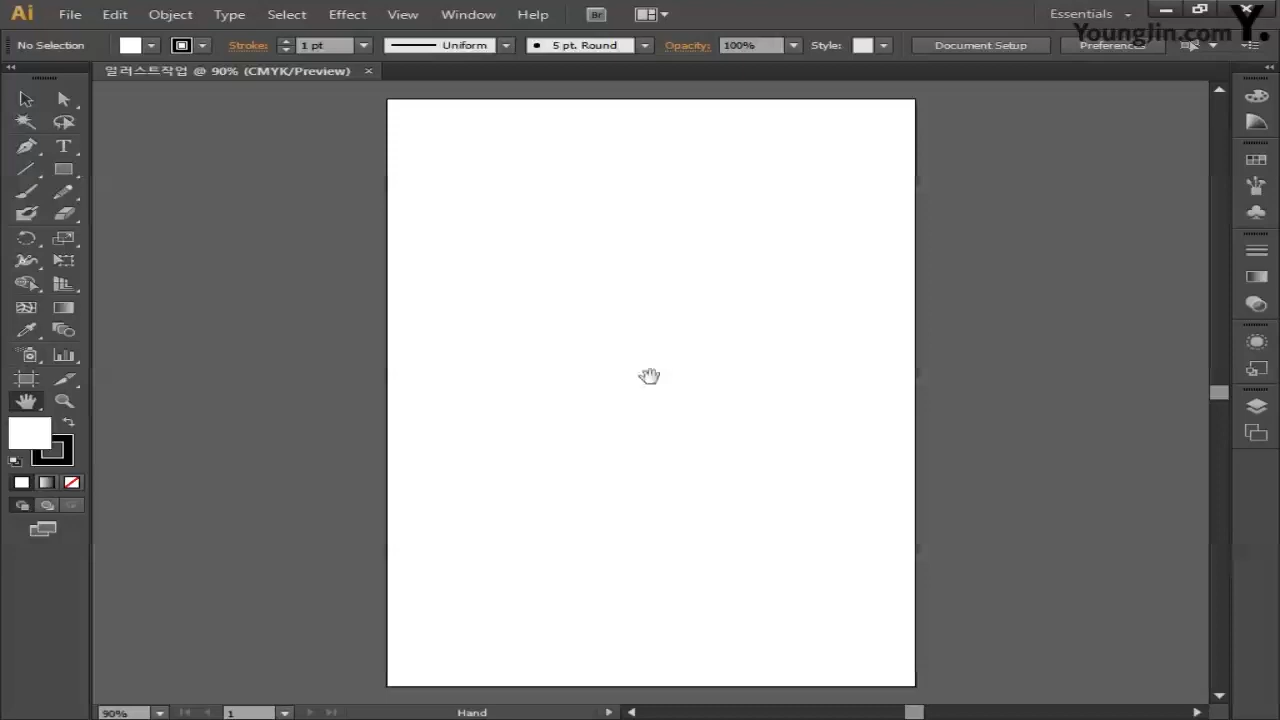 Ai File Edit Object Type Select Effect View Window Help Br Essentials
No Selection Stroke: 1 pt Uniform 5 pt. Round Opacity: 100% Style: Document Setup Preferences
YoungJin.com Y.
일러스트작업 @ 90% (CMYK/Preview)
90% 1 Hand